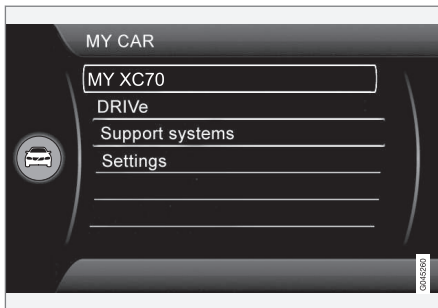 MY CAR
MY XC70
DRIVe
Support systems
Settings
G045260